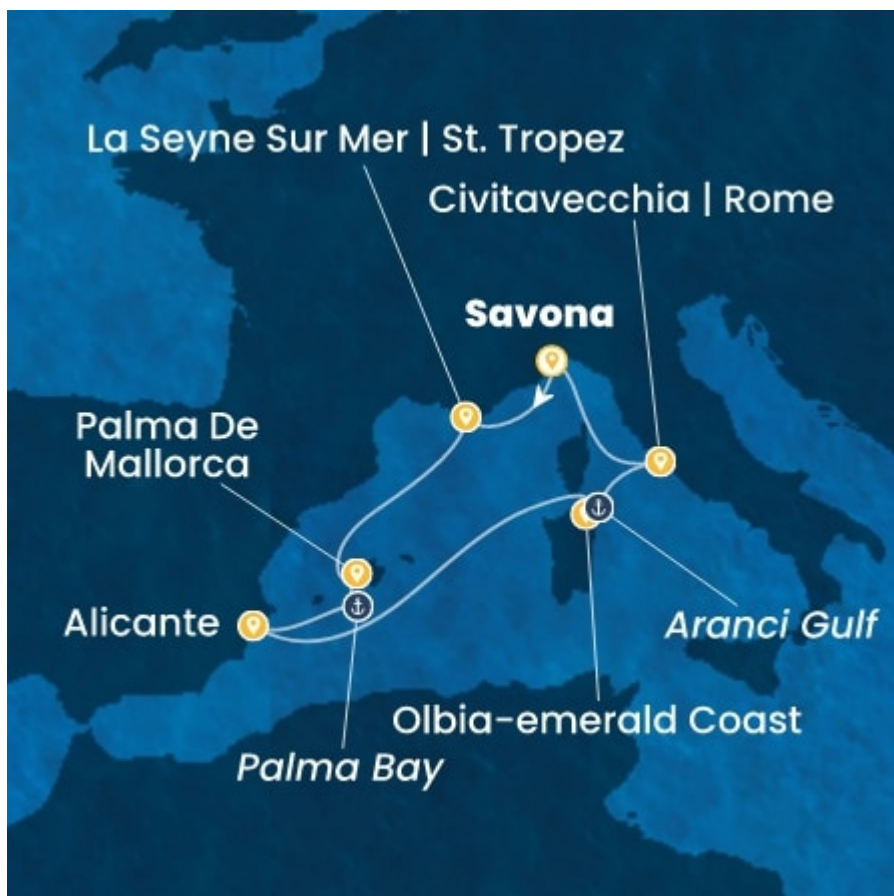 La Seyne Sur Mer | St. Tropez
Civitavecchia | Rome
Savona
Palma De
Mallorca
Alicante
Aranci Gulf
Olbia-emerald Coast
Palma Bay